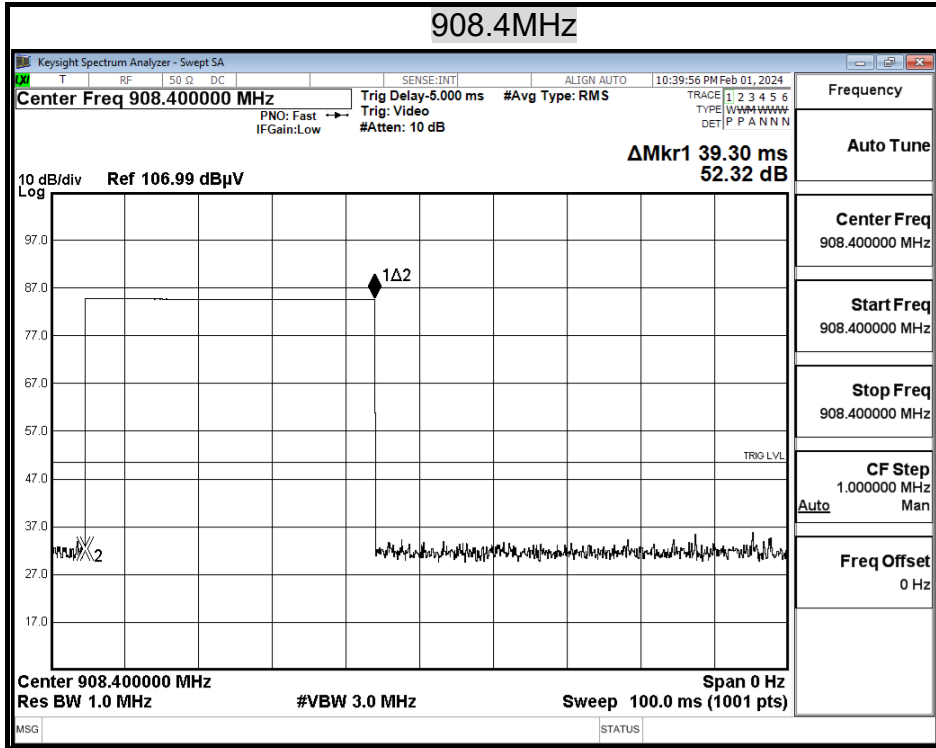 908.4MHz
Keysight Spectrum Analyzer - Swept SA
LXI T RF 50 Ω DC SENSE:INT ALIGN AUTO 10:39:56 PM Feb 01, 2024
Center Freq 908.400000 MHz Trig Delay-5.000 ms #Avg Type: RMS TRACE 1 2 3 4 5 6
PNO: Fast Trig: Video TYPE WWMWWWW
IFGain:Low #Atten: 10 dB DET P P A N N N
ΔMkr1 39.30 ms
52.32 dB
10 dB/div Ref 106.99 dBµV
Log
97.0
1Δ2
87.0
77.0
67.0
57.0
TRIG LVL
47.0
37.0
2
27.0
17.0
Center 908.400000 MHz Span 0 Hz
Res BW 1.0 MHz #VBW 3.0 MHz Sweep 100.0 ms (1001 pts)
MSG STATUS
Frequency
Auto Tune
Center Freq
908.400000 MHz
Start Freq
908.400000 MHz
Stop Freq
908.400000 MHz
CF Step
1.000000 MHz
Auto Man
Freq Offset
0 Hz